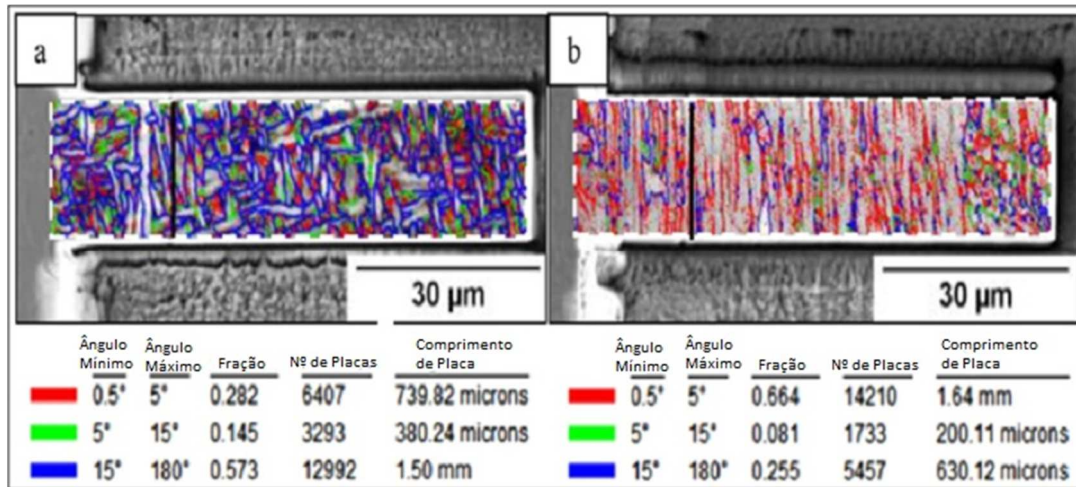 a
30 µm
Ângulo Mínimo Ângulo Máximo Fração Nº de Placas Comprimento de Placa
0.5° 5° 0.282 6407 739.82 microns
5° 15° 0.145 3293 380.24 microns
15° 180° 0.573 12992 1.50 mm
b
30 µm
Ângulo Mínimo Ângulo Máximo Fração Nº de Placas Comprimento de Placa
0.5° 5° 0.664 14210 1.64 mm
5° 15° 0.081 1733 200.11 microns
15° 180° 0.255 5457 630.12 microns